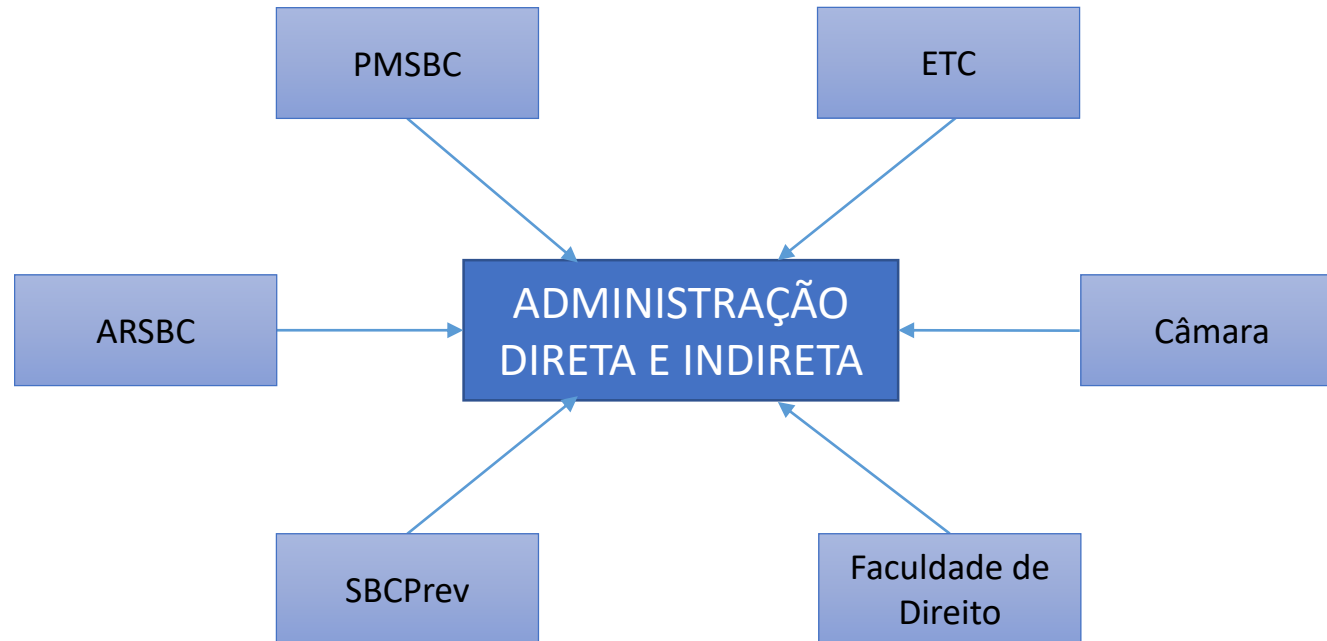 PMSBC
ETC
ADMINISTRAÇÃO
DIRETA E INDIRETA
ARSBC
Câmara
SBCPrev
Faculdade de
Direito